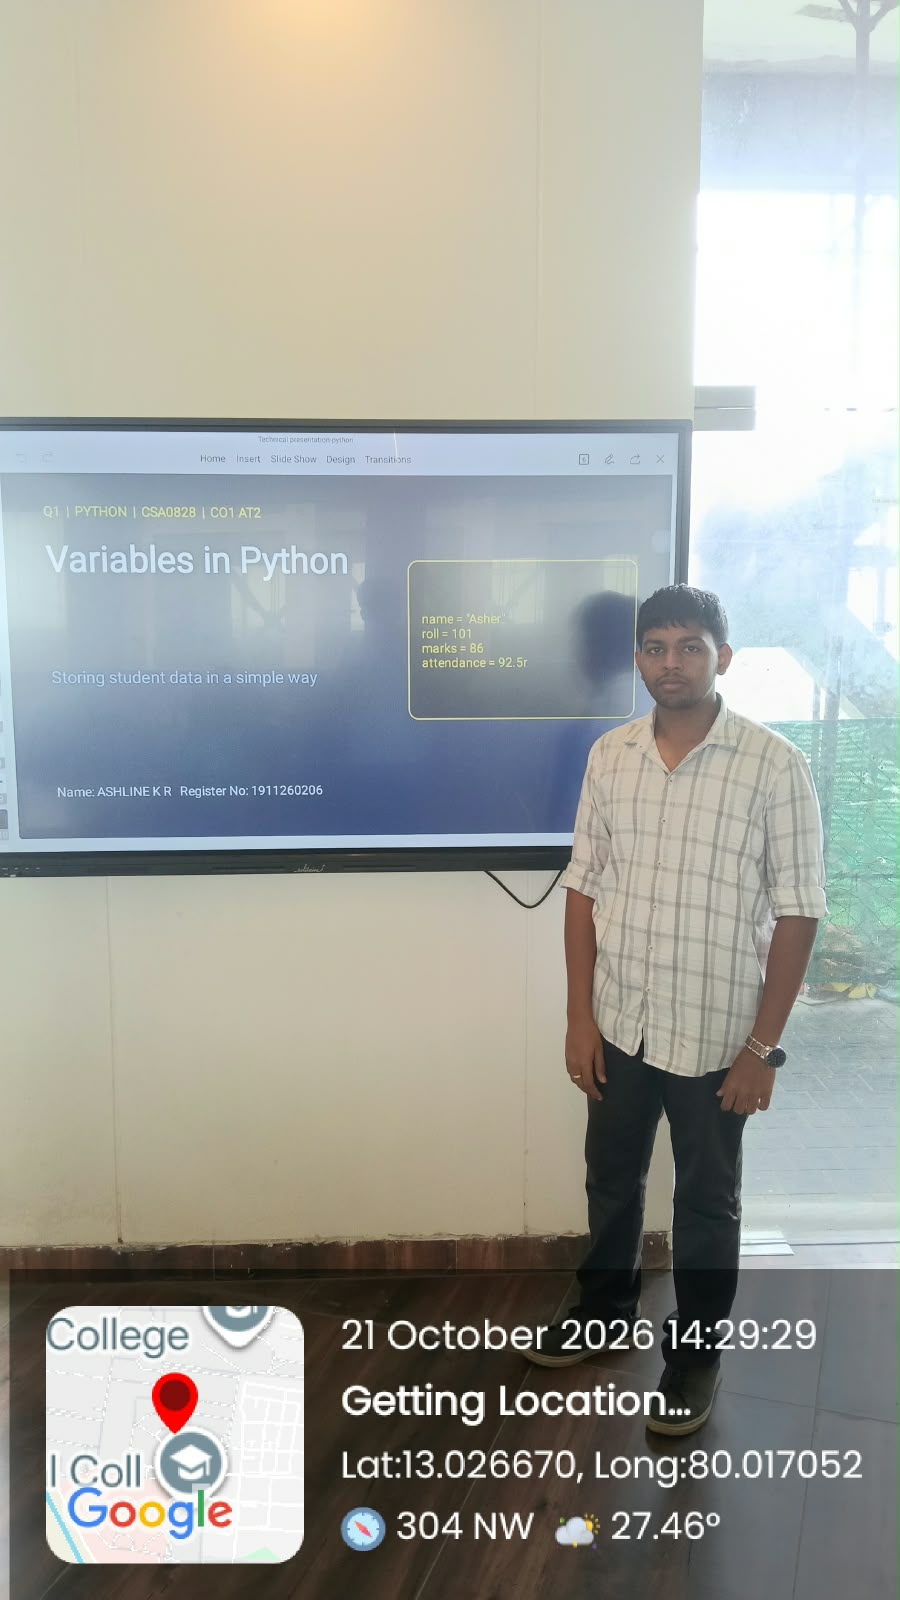 Technical presentation python
Home Insert Slide Show Design Transitions
Q1 | PYTHON | CSA0828 | CO1 AT2
Variables in Python
name = "Asher"
roll = 101
marks = 86
attendance = 92.5r
Storing student data in a simple way
Name: ASHLINE K R Register No: 1911260206
College
l Coll
Google
21 October 2026 14:29:29
Getting Location...
Lat:13.026670, Long:80.017052
304 NW 27.46°